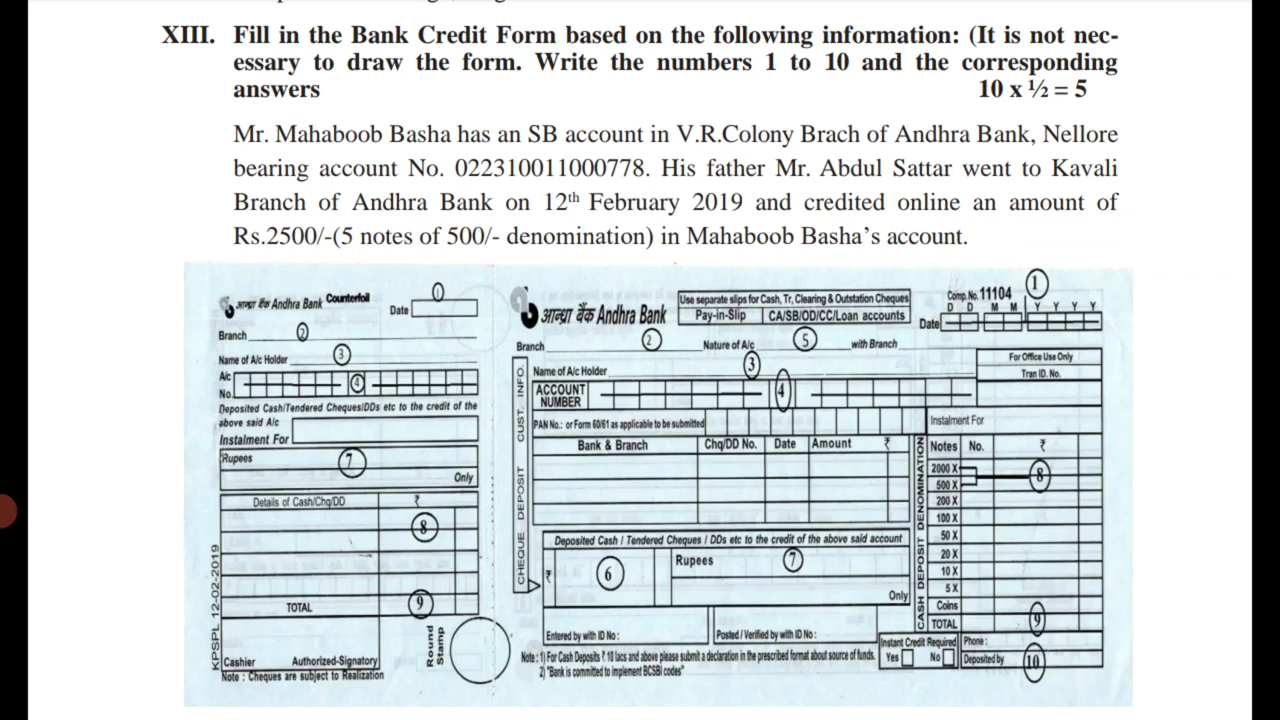 XIII. Fill in the Bank Credit Form based on the following information: (It is not nec-
essary to draw the form. Write the numbers 1 to 10 and the corresponding
answers 10 x ½ = 5
Mr. Mahaboob Basha has an SB account in V.R.Colony Brach of Andhra Bank, Nellore
bearing account No. 022310011000778. His father Mr. Abdul Sattar went to Kavali
Branch of Andhra Bank on 12th February 2019 and credited online an amount of
Rs.2500/-(5 notes of 500/- denomination) in Mahaboob Basha's account.
आन्ध्रा बैंक Andhra Bank Counterfoil
Date 1
Branch 2
Name of A/c Holder 3
A/c
No. 4
Deposited Cash/Tendered Cheques/DDs etc to the credit of the
above said A/c
Instalment For
Rupees 7
Only
Details of Cash/Chq/DD ₹
8
TOTAL 9
Cashier Authorized-Signatory
Note : Cheques are subject to Realization
Round
Stamp
KPSPL 12-02-2019
आन्ध्रा बैंक Andhra Bank
Use separate slips for Cash, Tr, Clearing & Outstation Cheques
Pay-in-Slip CA/SB/OD/CC/Loan accounts
Comp. No. 11104 1
D D M M Y Y Y Y
Date
Branch 2 Nature of A/c 5 with Branch
Name of A/c Holder 3
For Office Use Only
Tran ID. No.
ACCOUNT
NUMBER 4
PAN No.: or Form 60/61 as applicable to be submitted
Instalment For
CHEQUE DEPOSIT CUST. INFO.
Bank & Branch Chq/DD No. Date Amount ₹
CASH DEPOSIT DENOMINATION
Notes No. ₹
2000 X
500 X 8
200 X
100 X
50 X
20 X
10 X
5 X
Coins
TOTAL 9
Deposited Cash / Tendered Cheques / DDs etc to the credit of the above said account
₹ 6 Rupees 7
Only
Entered by with ID No : Posted / Verified by with ID No :
Instant Credit Required
Yes No
Phone :
Deposited by 10
Note : 1) For Cash Deposits ₹ 10 lacs and above please submit a declaration in the prescribed format about source of funds.
2) "Bank is committed to implement BCSBI codes"